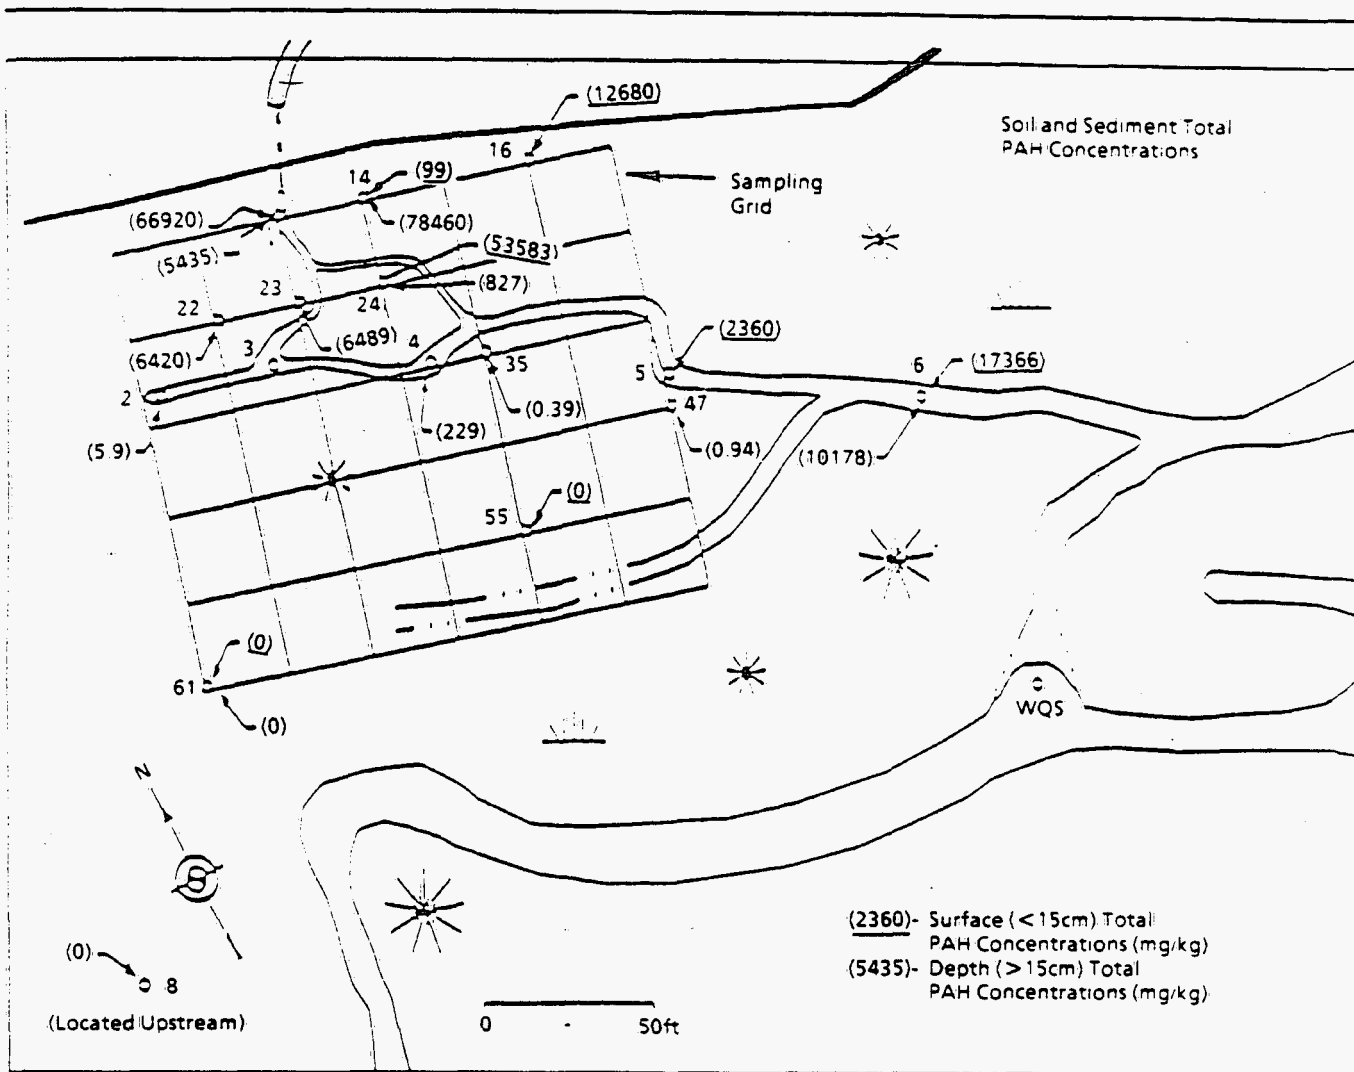 (12680)
Soil and Sediment Total
PAH Concentrations
16
14
(99)
Sampling
Grid
(66920)
(78460)
(5435)
(53583)
23
(827)
22
24
(6420)
3
(6489)
4
(2360)
35
5
6
(17366)
2
47
(0.39)
(5.9)
(229)
(0.94)
(10178)
(0)
55
(0)
61
(0)
WQS
N
(2360)- Surface (<15cm) Total
PAH Concentrations (mg/kg)
(5435)- Depth (>15cm) Total
PAH Concentrations (mg/kg)
(0)
8
(Located Upstream)
0 - 50ft